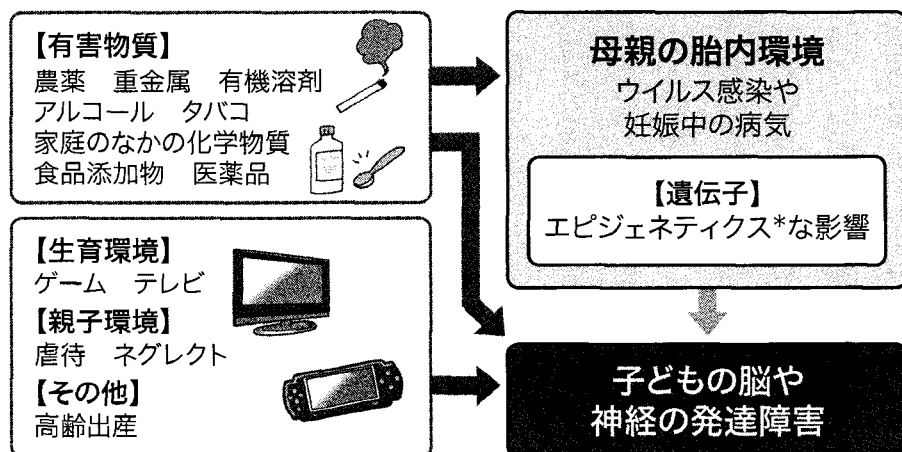 【有害物質】
農薬 重金属 有機溶剤
アルコール タバコ
家庭のなかの化学物質
食品添加物 医薬品
【生育環境】
ゲーム テレビ
【親子環境】
虐待 ネグレクト
【その他】
高齢出産
母親の胎内環境
ウイルス感染や
妊娠中の病気
【遺伝子】
エピジェネティクス*な影響
子どもの脳や
神経の発達障害